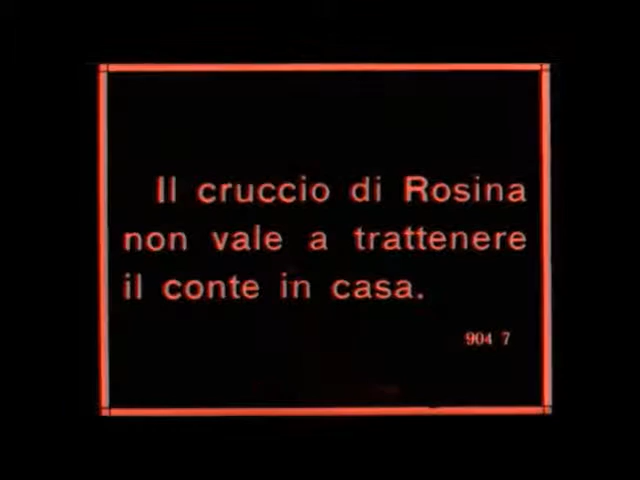 Il cruccio di Rosina
non vale a trattenere
il conte in casa.
904 7